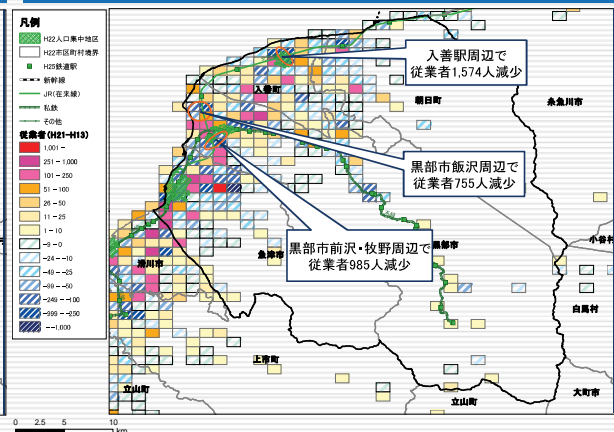 凡例
H22人口集中地区
H22市区町村境界
H25鉄道駅
新幹線
JR(在来線)
私鉄
その他
従業者(H21-H13)
1,001 -
251 - 1,000
101 - 250
51 - 100
26 - 50
11 - 25
1 - 10
-9 - 0
-24 - -10
-49 - -25
-99 - -50
-249 - -100
-999 - -250
- -1,000
入善駅周辺で
従業者1,574人減少
入善町
朝日町
糸魚川市
黒部市飯沢周辺で
従業者755人減少
黒部市前沢・牧野周辺で
従業者985人減少
魚津市
黒部市
小谷村
滑川市
白馬村
上市町
立山町
立山町
大町市
0 2.5 5 10
km